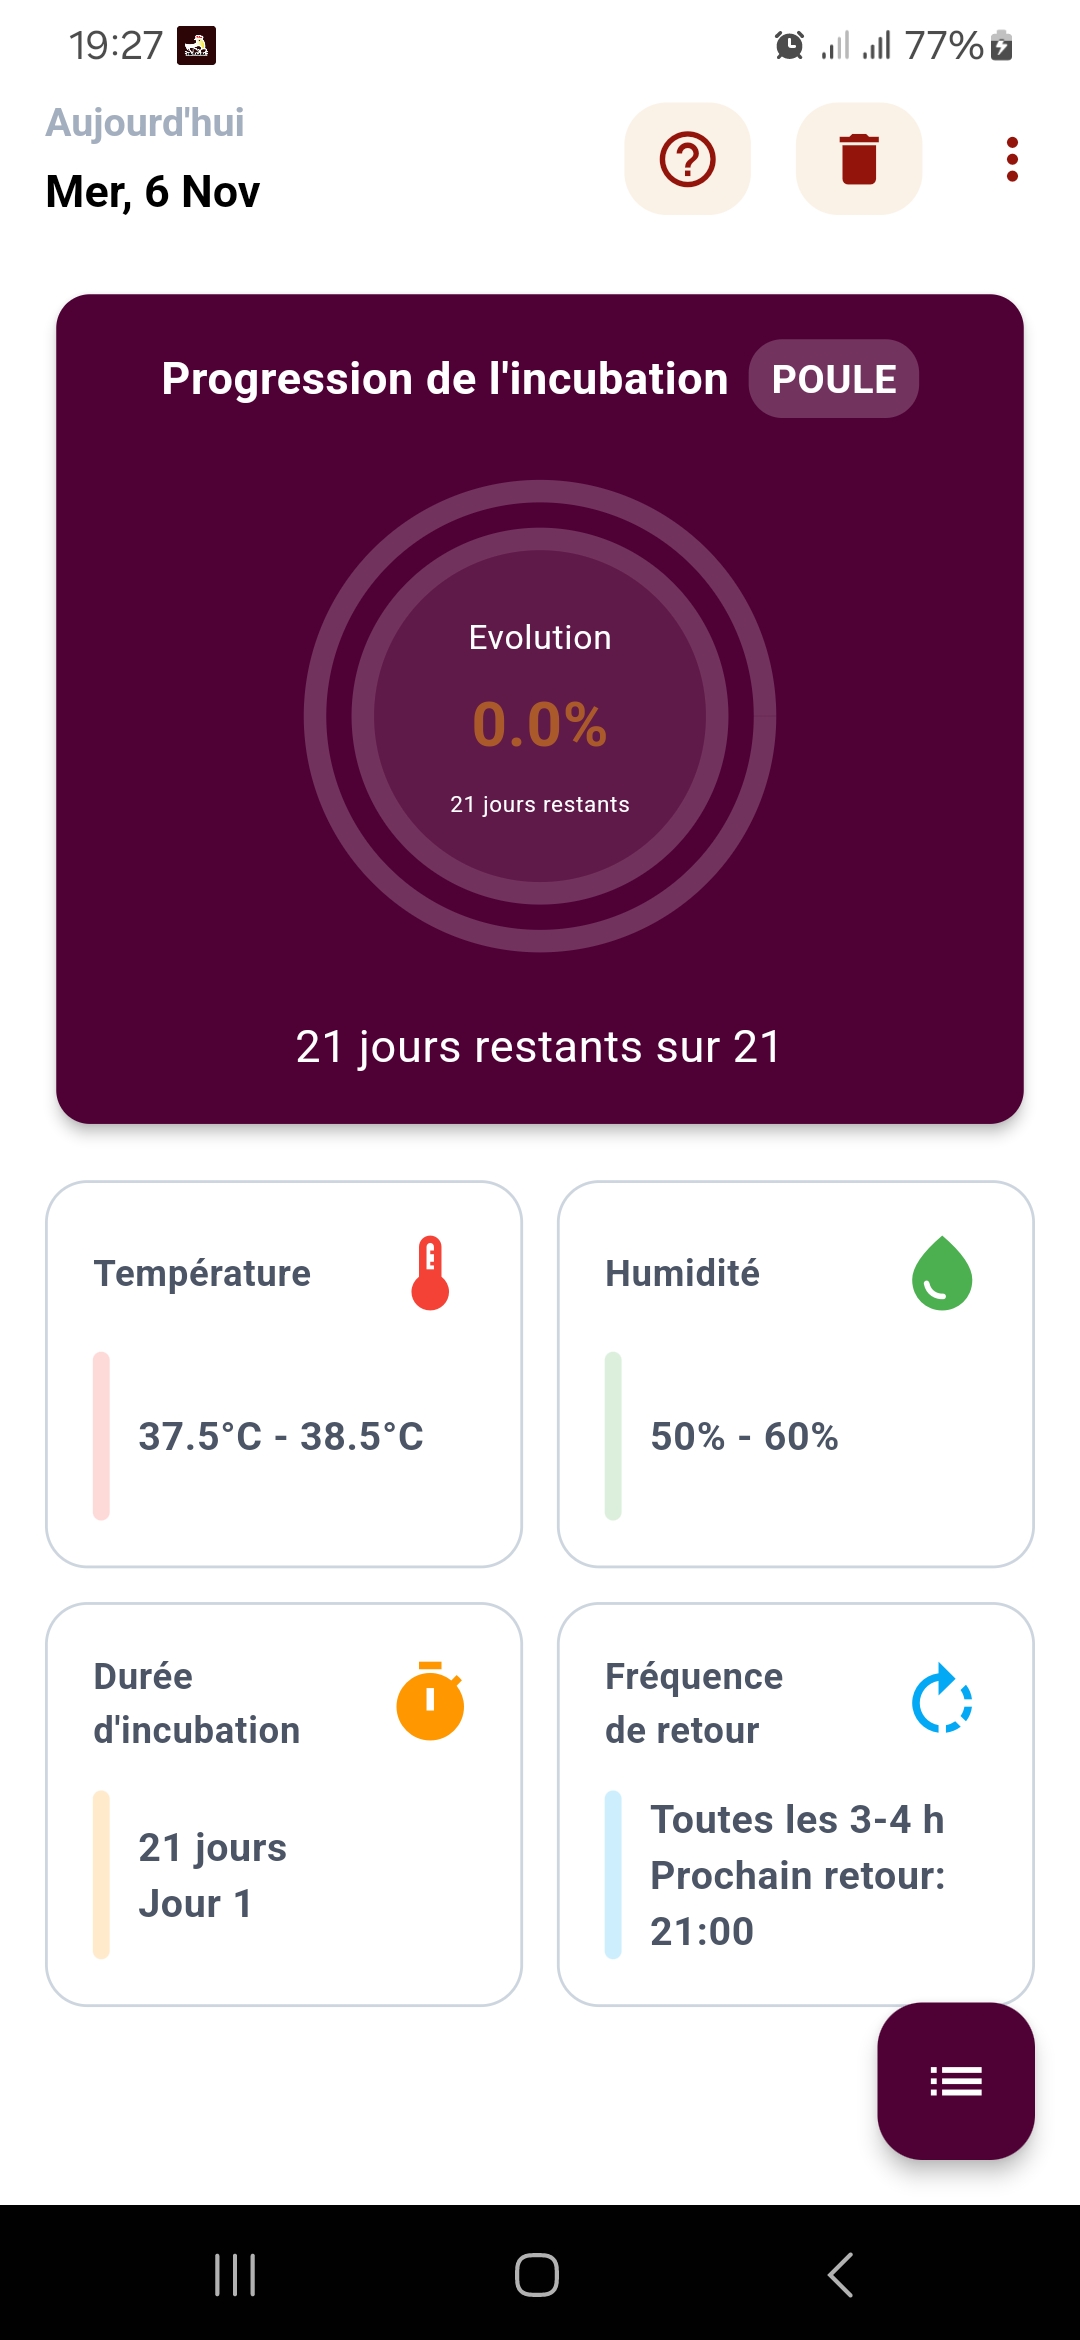 19:27
77%
Aujourd'hui
Mer, 6 Nov
Progression de l'incubation POULE
Evolution
0.0%
21 jours restants
21 jours restants sur 21
Température
37.5°C - 38.5°C
Humidité
50% - 60%
Durée
d'incubation
21 jours
Jour 1
Fréquence
de retour
Toutes les 3-4 h
Prochain retour:
21:00